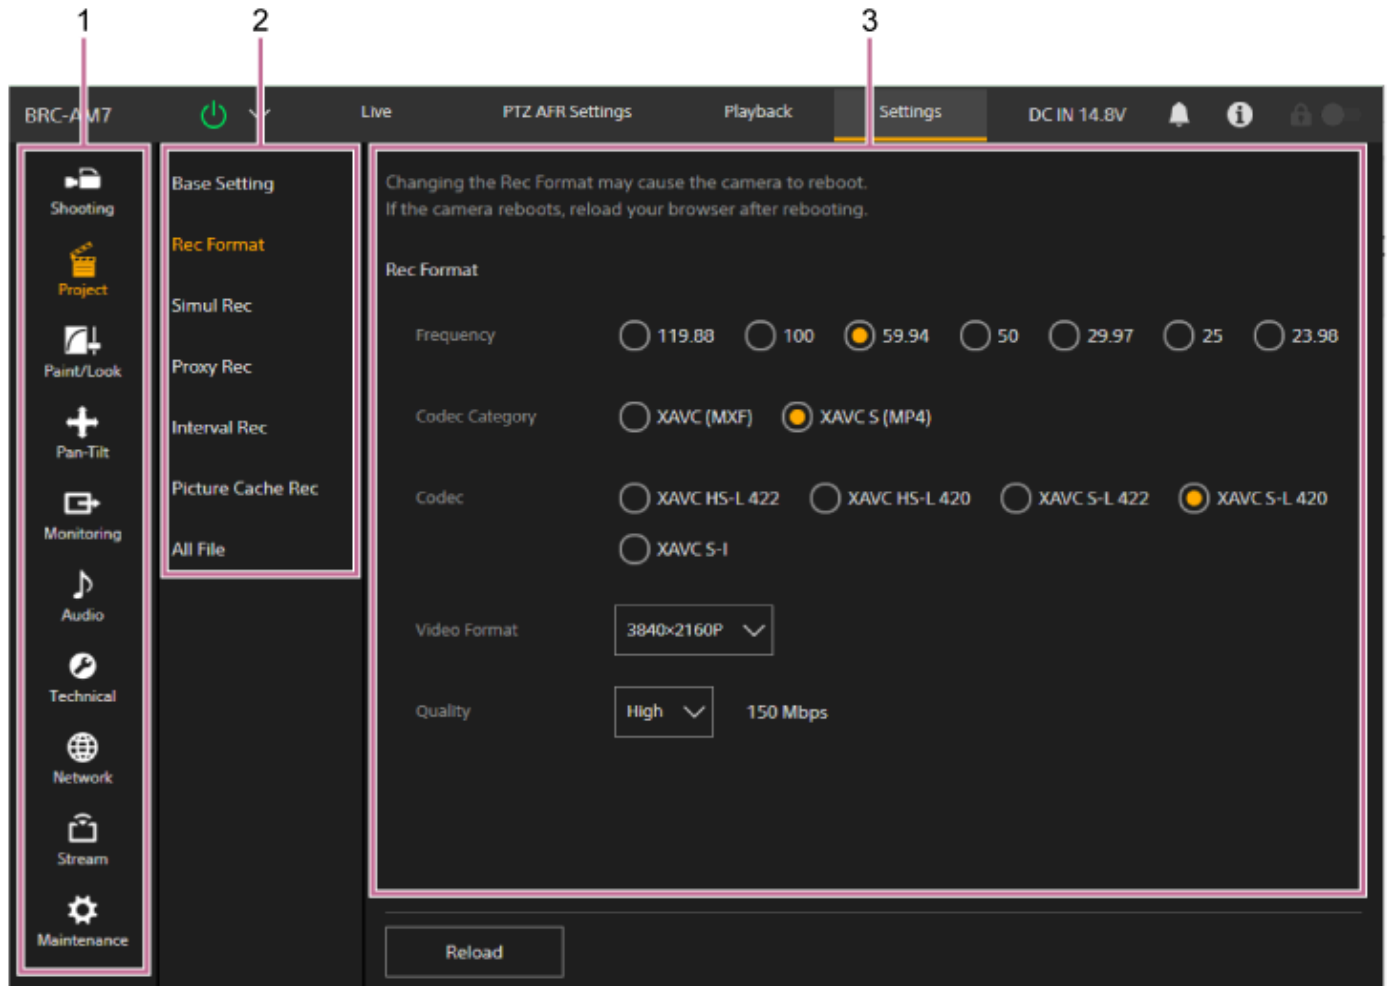 1 2 3
BRC-AM7 Live PTZ AFR Settings Playback Settings DC IN 14.8V
Shooting
Project
Paint/Look
Pan-Tilt
Monitoring
Audio
Technical
Network
Stream
Maintenance
Base Setting
Rec Format
Simul Rec
Proxy Rec
Interval Rec
Picture Cache Rec
All File
Changing the Rec Format may cause the camera to reboot.
If the camera reboots, reload your browser after rebooting.
Rec Format
Frequency 119.88 100 59.94 50 29.97 25 23.98
Codec Category XAVC (MXF) XAVC S (MP4)
Codec XAVC HS-L 422 XAVC HS-L 420 XAVC S-L 422 XAVC S-L 420
XAVC S-I
Video Format 3840×2160P
Quality High 150 Mbps
Reload